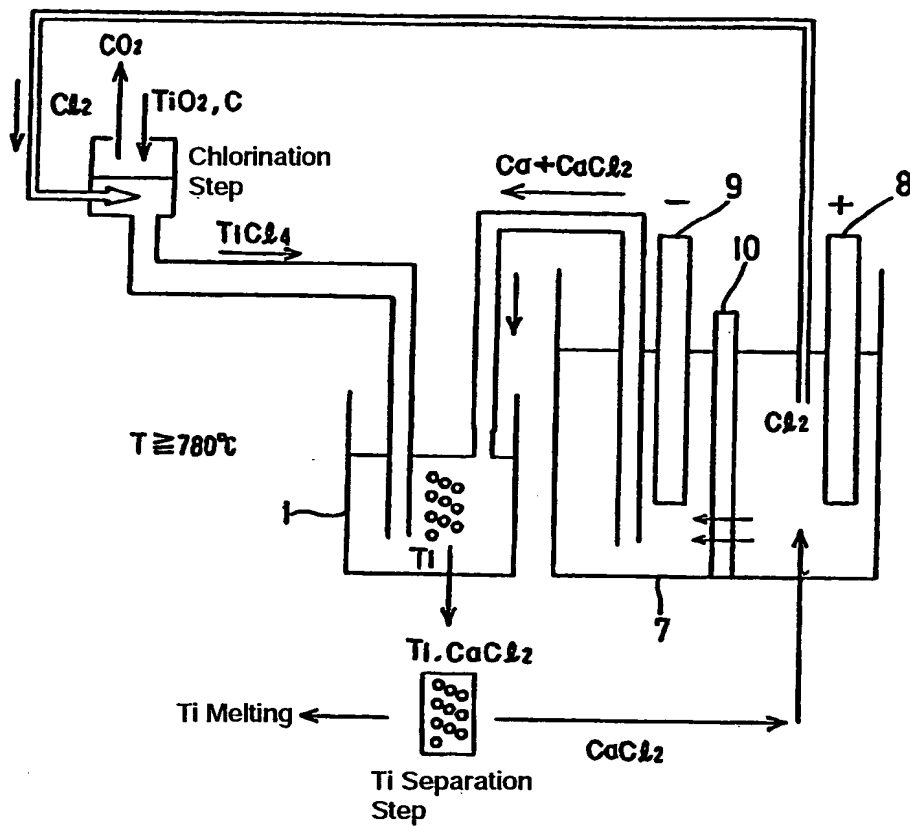 CO2
Cl2
TiO2, C
Chlorination
Step
TiCl4
Ca+CaCl2
-
9
+
8
10
Cl2
T≧780℃
1
Ti
7
Ti.CaCl2
Ti Melting
CaCl2
Ti Separation
Step